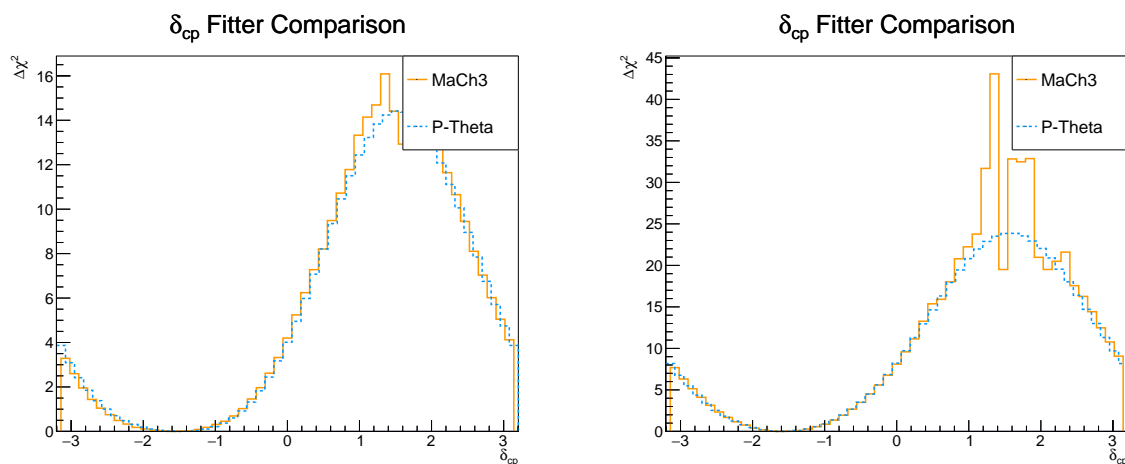 δcp Fitter Comparison
Δχ²
MaCh3
P-Theta
16
14
12
10
8
6
4
2
0
−3 −2 −1 0 1 2 3
δcp
δcp Fitter Comparison
Δχ²
MaCh3
P-Theta
45
40
35
30
25
20
15
10
5
0
−3 −2 −1 0 1 2 3
δcp